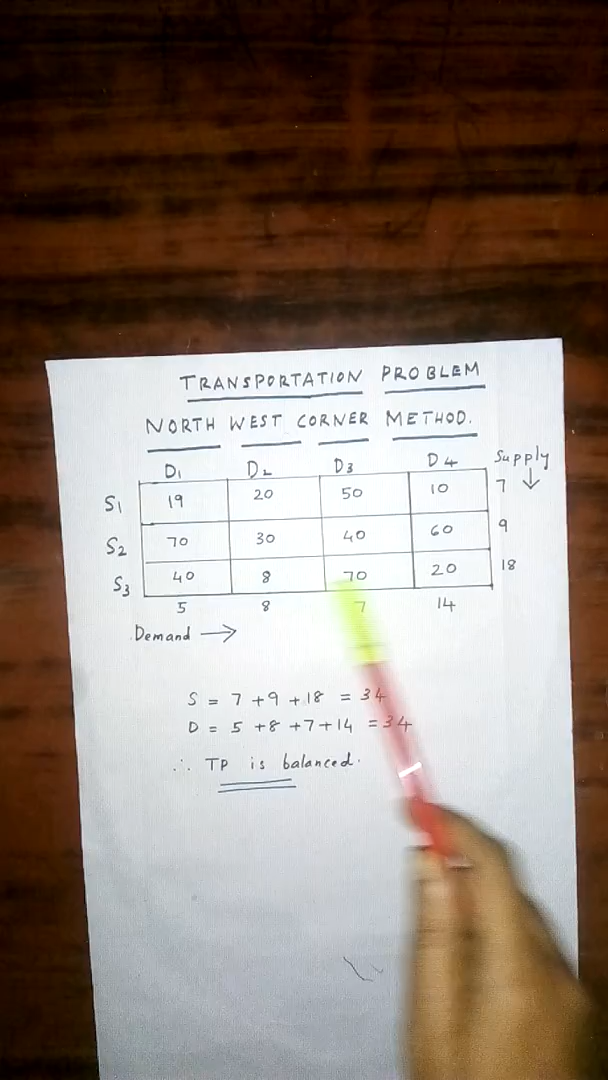 TRANSPORTATION PROBLEM
NORTH WEST CORNER METHOD.
D1 D2 D3 D4 Supply ↓
S1 19 20 50 10 7
S2 70 30 40 60 9
S3 40 8 70 20 18
5 8 7 14
Demand →
S = 7 +9 +18 = 34
D = 5 +8 +7+14 =34
∴ TP is balanced.